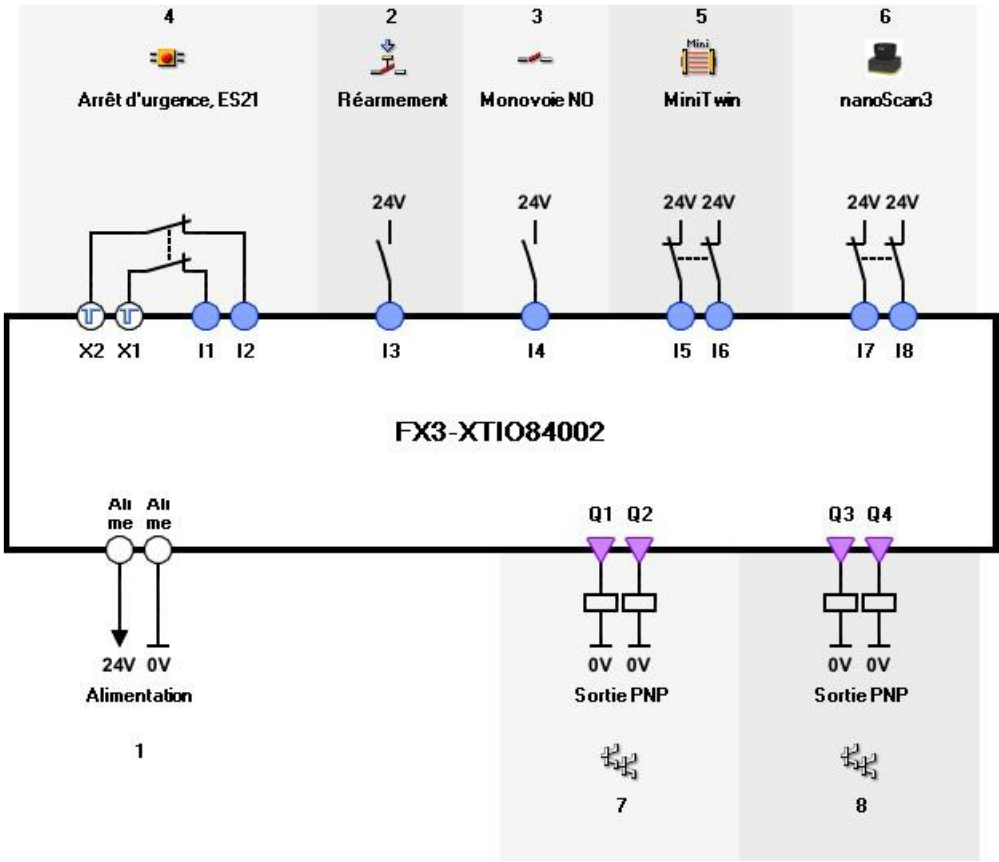 4 2 3 5 6
Mini
Arrêt d'urgence, ES21 Réarmement Monovoie NO MiniTwin nanoScan3
24V 24V 24V 24V 24V 24V
X2 X1 I1 I2 I3 I4 I5 I6 I7 I8
FX3-XTIO84002
Ali Ali
me me
Q1 Q2 Q3 Q4
24V 0V 0V 0V 0V 0V
Alimentation Sortie PNP Sortie PNP
1
7 8